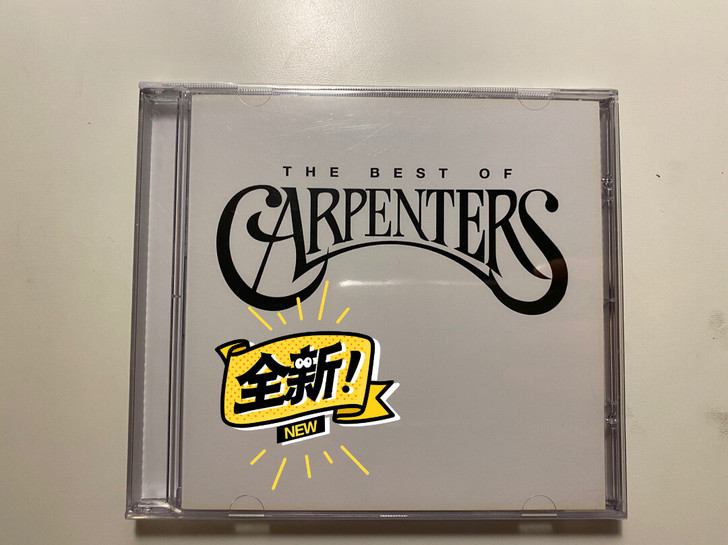 THE BEST OF
CARPENTERS
全新!
NEW